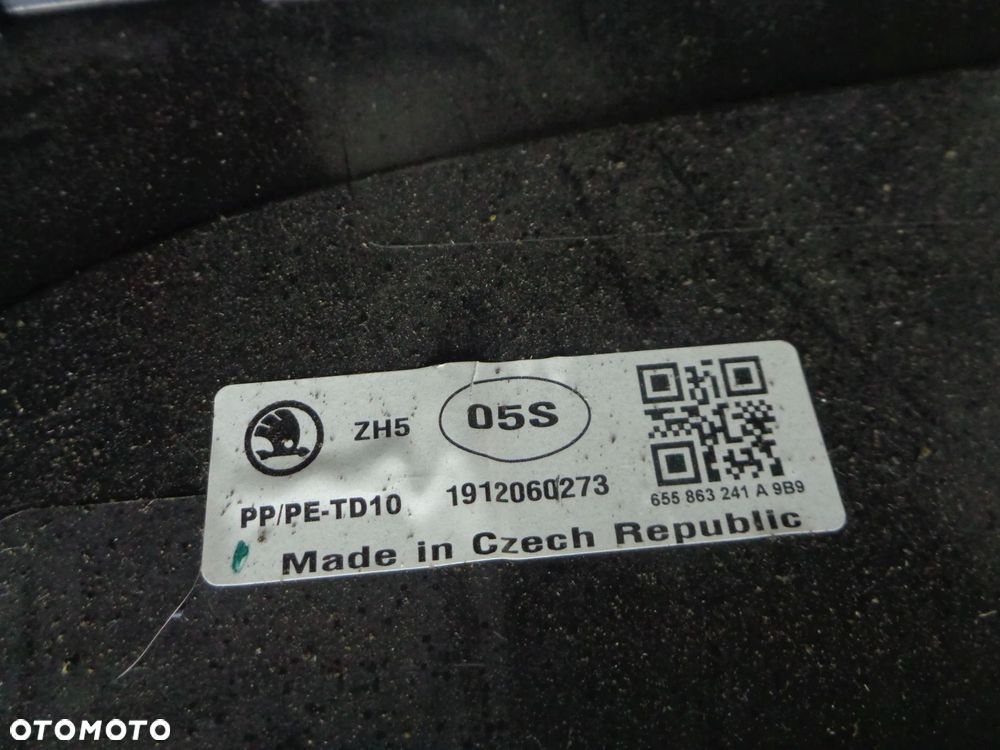 ZH5 05S
PP/PE-TD10 1912060273
655 863 241 A 9B9
Made in Czech Republic
OTOMOTO